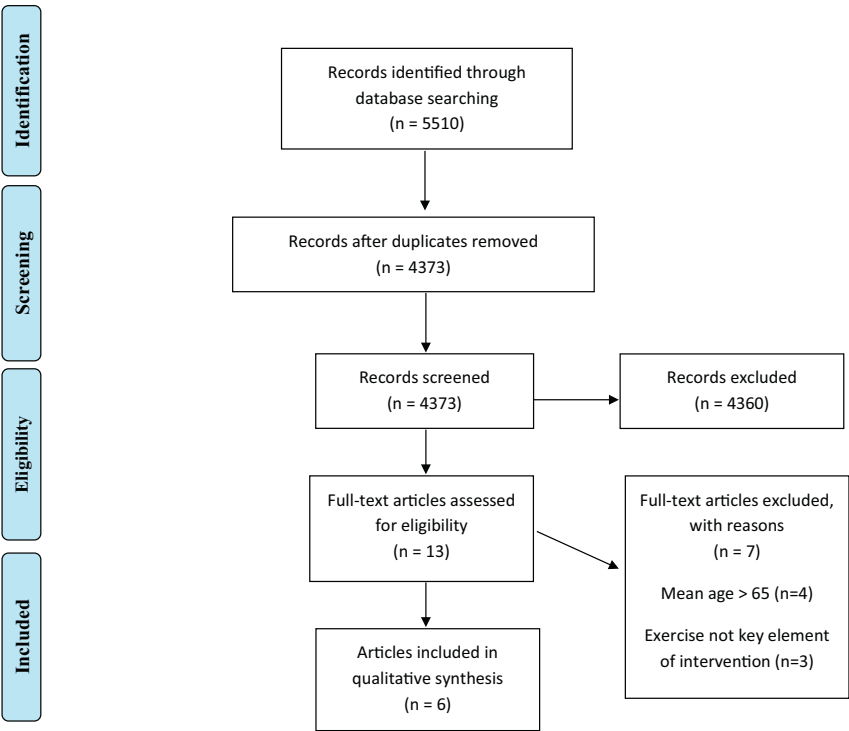 Identification
Records identified through
database searching
(n = 5510)
Screening
Records after duplicates removed
(n = 4373)
Records screened
(n = 4373)
Records excluded
(n = 4360)
Eligibility
Full-text articles assessed
for eligibility
(n = 13)
Full-text articles excluded,
with reasons
(n = 7)
Mean age > 65 (n=4)
Exercise not key element
of intervention (n=3)
Included
Articles included in
qualitative synthesis
(n = 6)